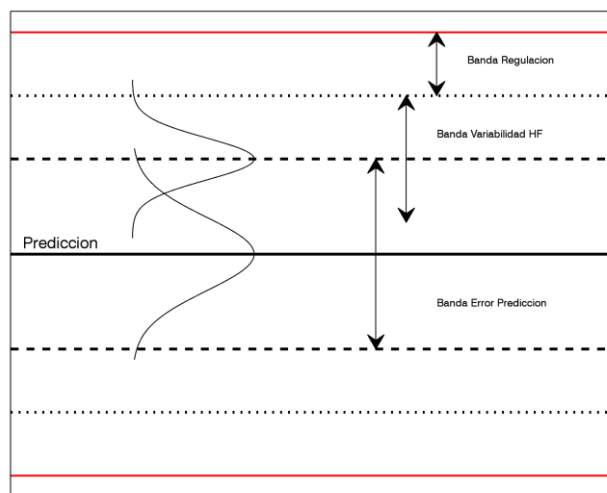 Banda Regulacion
Banda Variabilidad HF
Prediccion
Banda Error Prediccion